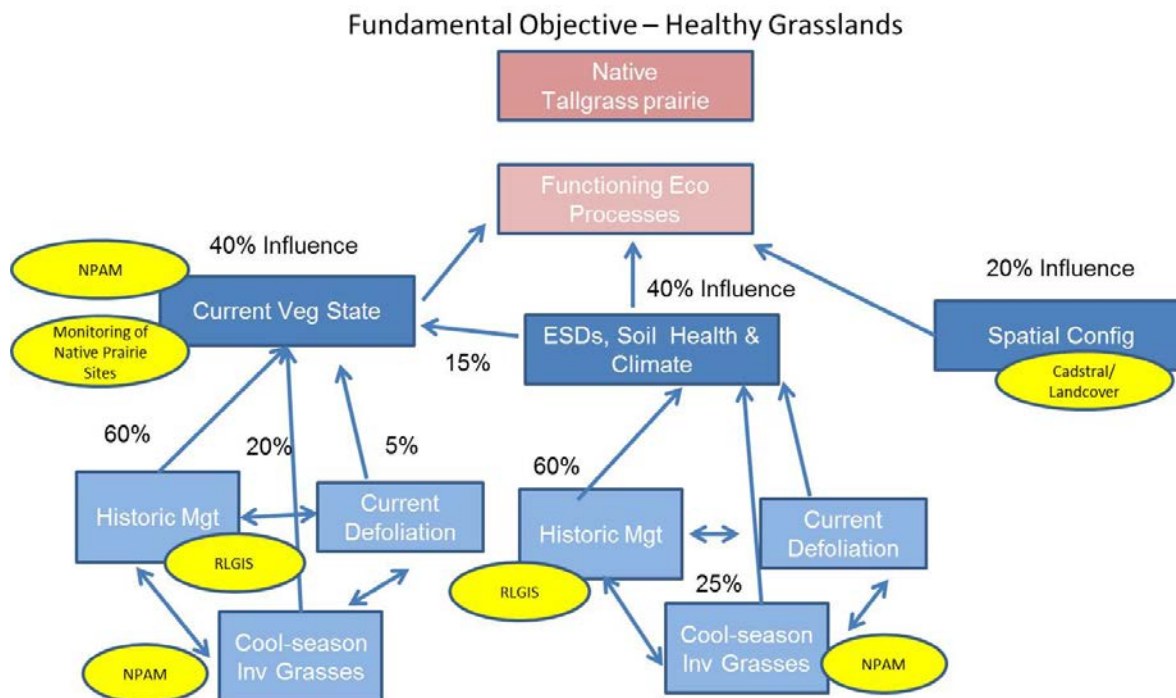 Fundamental Objective – Healthy Grasslands
Native
Tallgrass prairie
Functioning Eco
Processes
40% Influence
NPAM
Current Veg State
Monitoring of
Native Prairie
Sites
40% Influence
ESDs, Soil Health &
Climate
15%
20% Influence
Spatial Config
Cadstral/
Landcover
60%
20%
5%
Historic Mgt
RLGIS
Current
Defoliation
Cool-season
Inv Grasses
NPAM
60%
25%
Historic Mgt
RLGIS
Current
Defoliation
Cool-season
Inv Grasses
NPAM